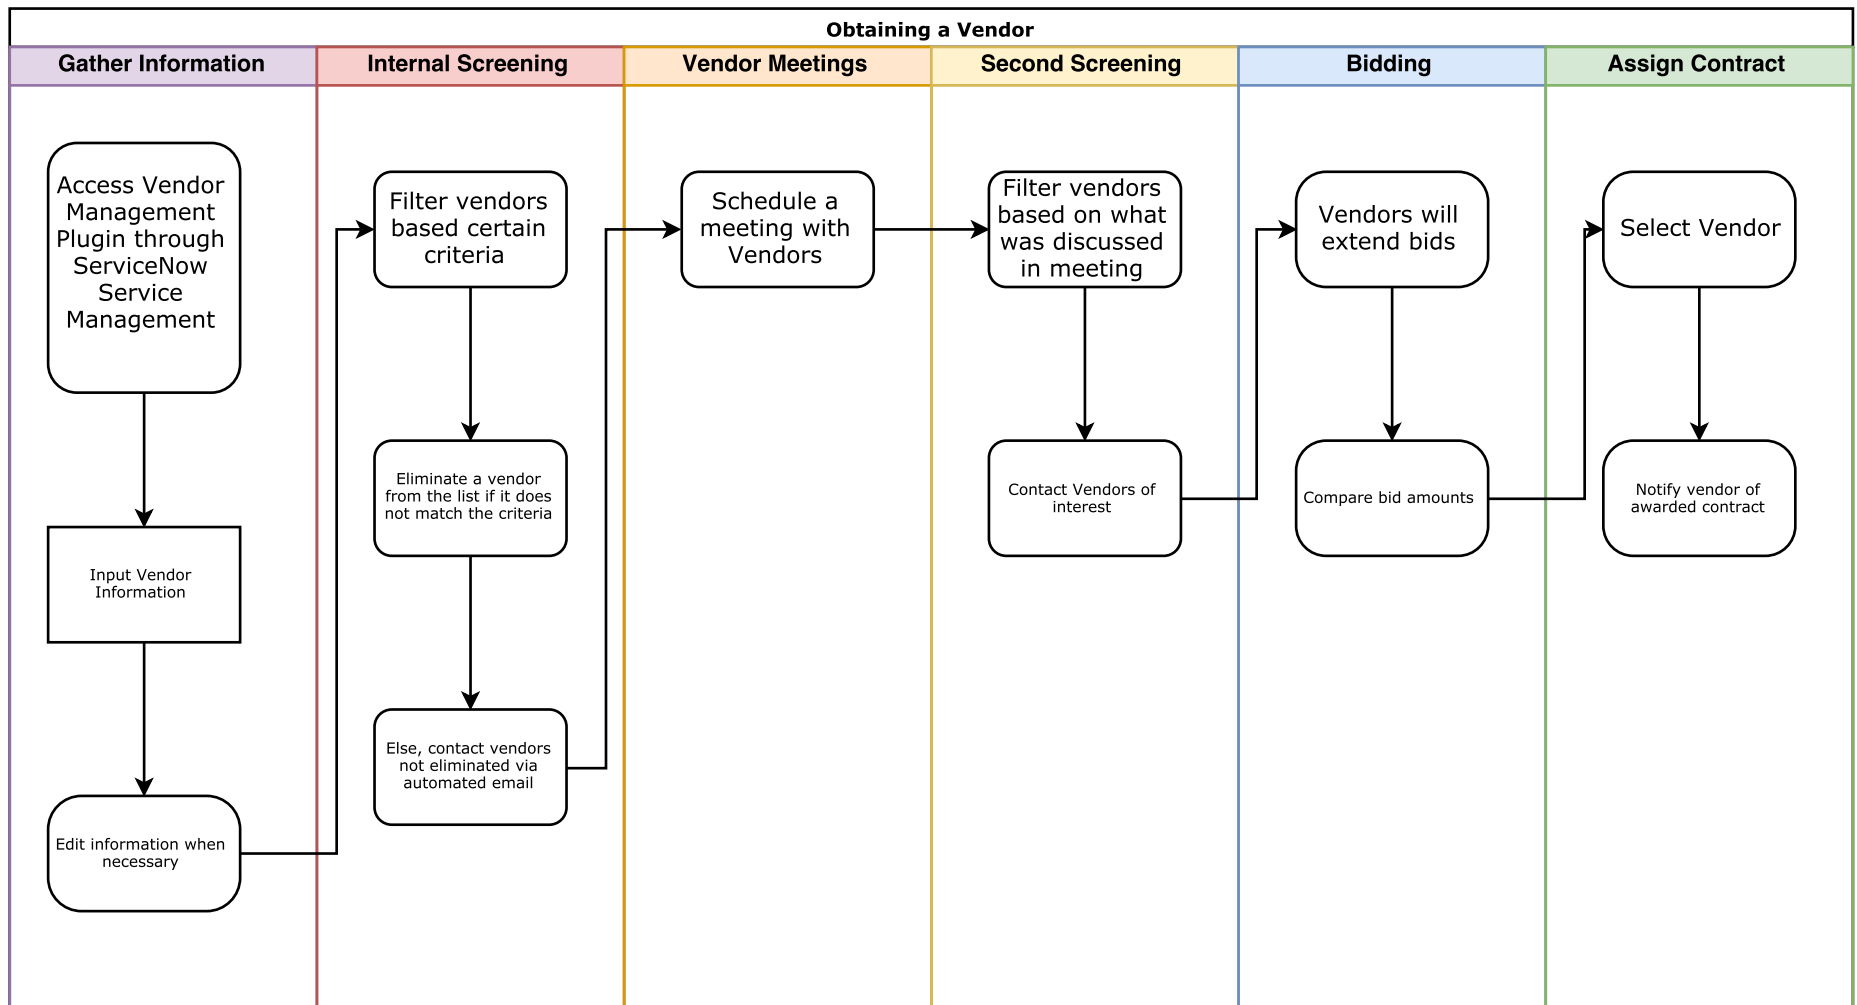 Obtaining a Vendor
Gather Information
Internal Screening
Vendor Meetings
Second Screening
Bidding
Assign Contract
Access Vendor
Management
Plugin through
ServiceNow
Service
Management
Input Vendor
Information
Edit information when
necessary
Filter vendors
based certain
criteria
Eliminate a vendor
from the list if it does
not match the criteria
Else, contact vendors
not eliminated via
automated email
Schedule a
meeting with
Vendors
Filter vendors
based on what
was discussed
in meeting
Contact Vendors of
interest
Vendors will
extend bids
Compare bid amounts
Select Vendor
Notify vendor of
awarded contract